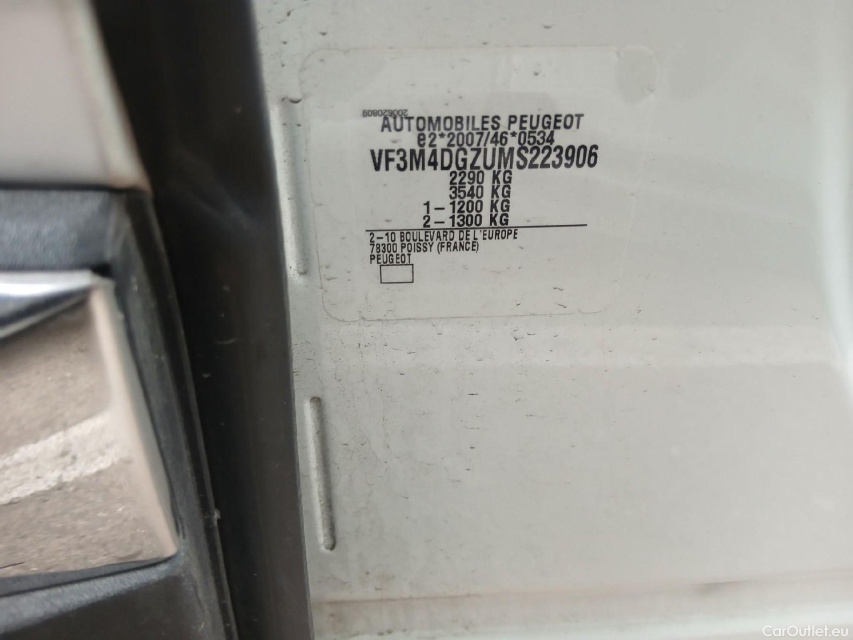 200620809
AUTOMOBILES PEUGEOT
e2*2007/46*0534
VF3M4DGZUMS223906
2290 KG
3540 KG
1-1200 KG
2-1300 KG
2-10 BOULEVARD DE L'EUROPE
78300 POISSY (FRANCE)
PEUGEOT
CarOutlet.eu